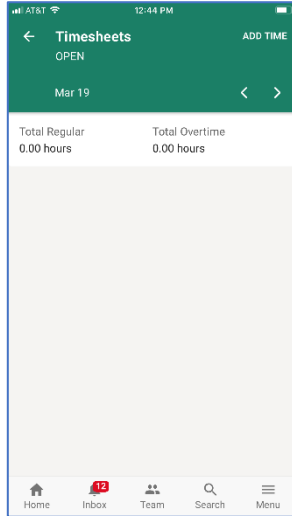 AT&T 12:44 PM
Timesheets ADD TIME
OPEN
Mar 19
Total Regular Total Overtime
0.00 hours 0.00 hours
12
Home Inbox Team Search Menu